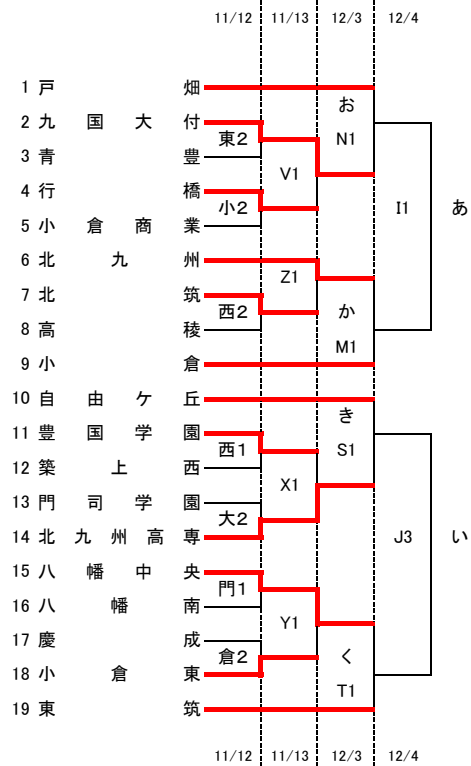 11/12 11/13 12/3 12/4
1 戸畑
お
2 九国大付
東2 N1
3 青豊
V1
4 行橋
小2 I1 あ
5 小倉商業
6 北九州
Z1
7 北筑
西2 か
8 高稜
M1
9 小倉
10 自由ケ丘
き
11 豊国学園
西1 S1
12 築上西
X1
13 門司学園
大2
14 北九州高専
J3 い
15 八幡中央
門1
16 八幡南
Y1
17 慶成
倉2 く
18 小倉東
T1
19 東筑
11/12 11/13 12/3 12/4